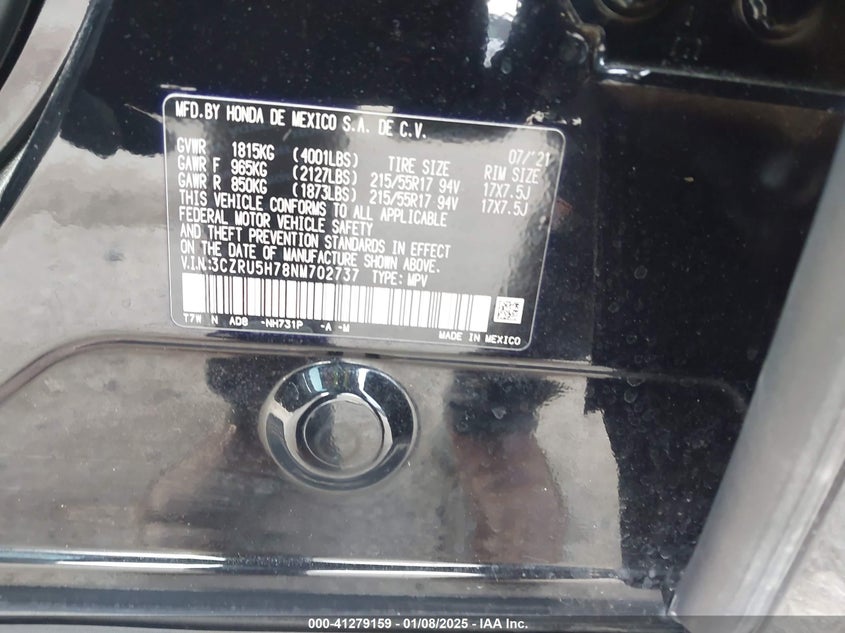 MFD.BY HONDA DE MEXICO S.A. DE C.V.
07/'21
GVWR 1815KG (4001LBS) TIRE SIZE RIM SIZE
GAWR F 965KG (2127LBS) 215/55R17 94V 17X7.5J
GAWR R 850KG (1873LBS) 215/55R17 94V 17X7.5J
THIS VEHICLE CONFORMS TO ALL APPLICABLE
FEDERAL MOTOR VEHICLE SAFETY
AND THEFT PREVENTION STANDARDS IN EFFECT
ON THE DATE OF MANUFACTURE SHOWN ABOVE.
V.I.N:3CZRU5H78NM702737 TYPE: MPV
T7W N AD8 -NH731P -A -M
MADE IN MEXICO
000-41279159 - 01/08/2025 - IAA Inc.